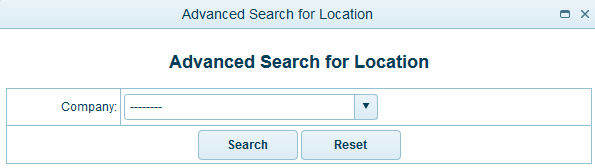 Advanced Search for Location
Advanced Search for Location
Company: --------
Search Reset